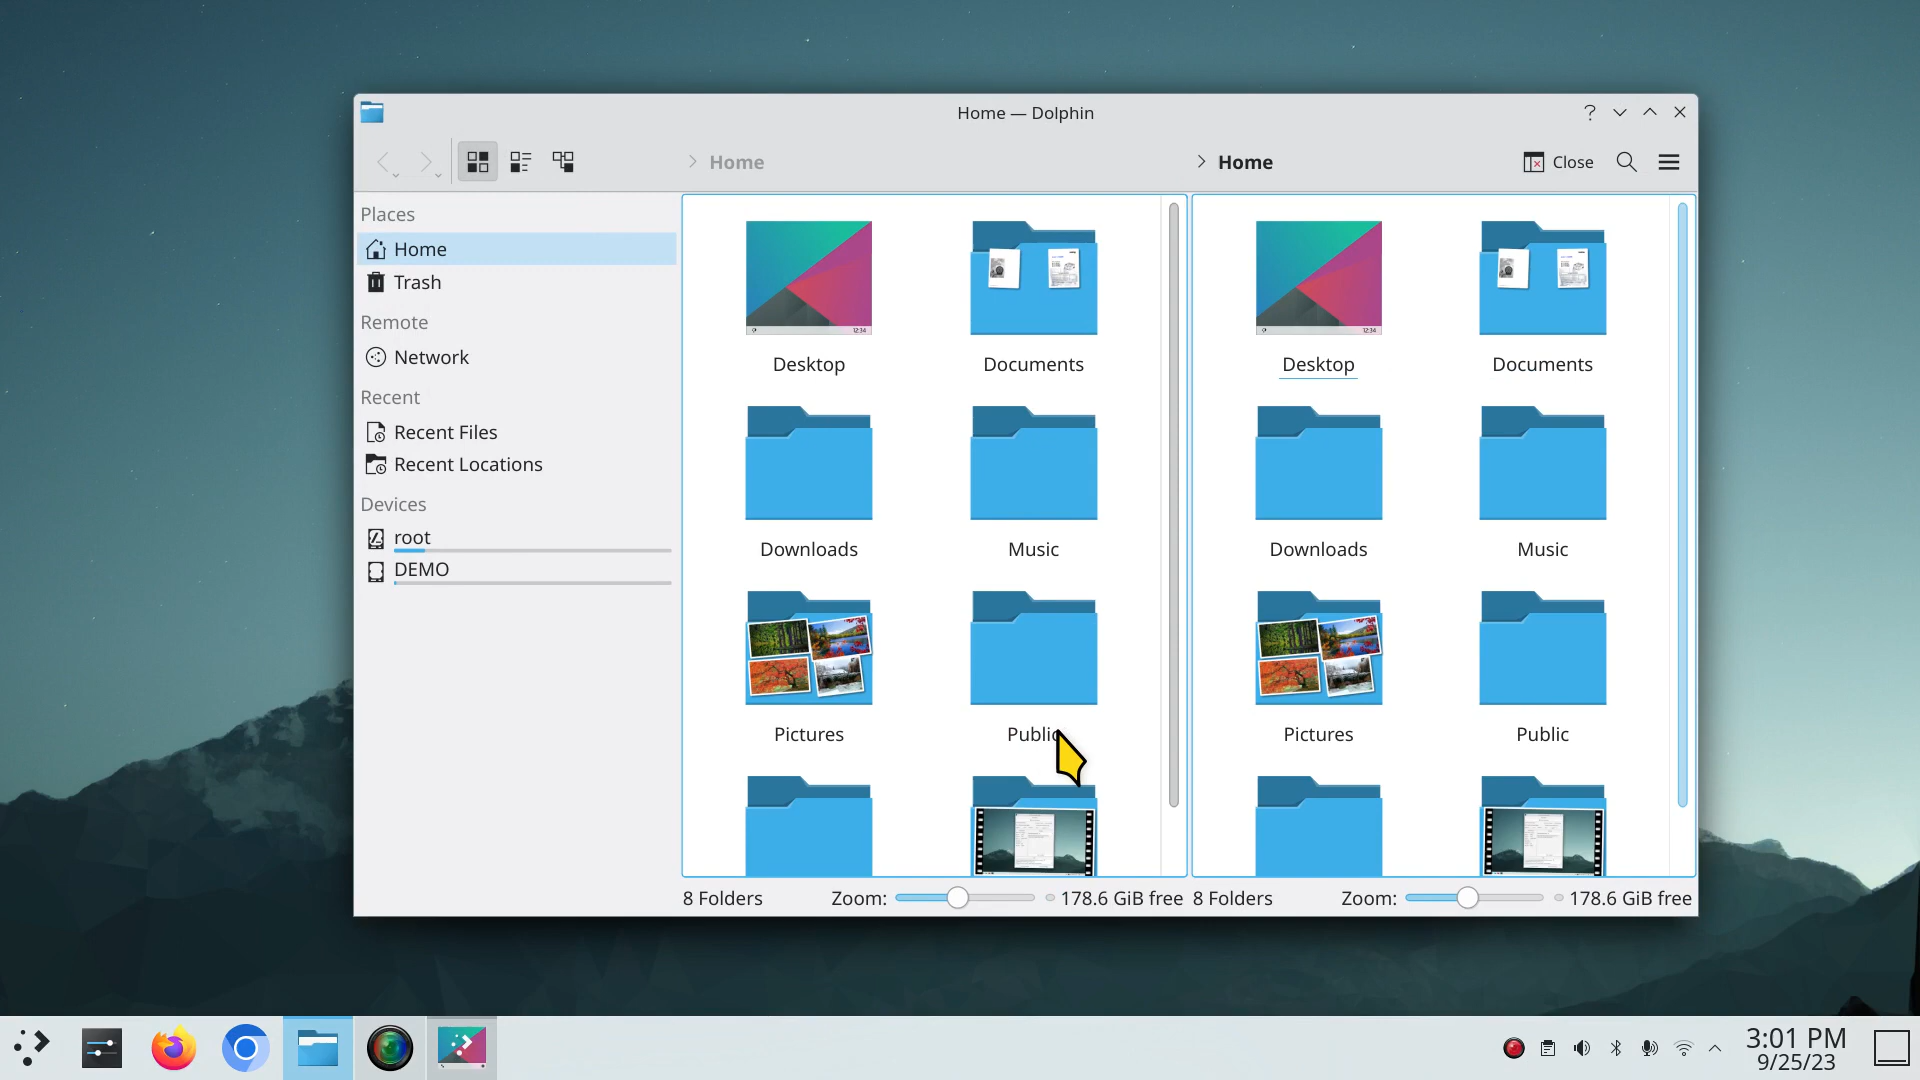 Home — Dolphin
Home
Home
Close
Places
Home
Trash
Remote
Network
Recent
Recent Files
Recent Locations
Devices
root
DEMO
Desktop
Documents
Downloads
Music
Pictures
Public
8 Folders
Zoom:
178.6 GiB free
Desktop
Documents
Downloads
Music
Pictures
Public
8 Folders
Zoom:
178.6 GiB free
3:01 PM
9/25/23